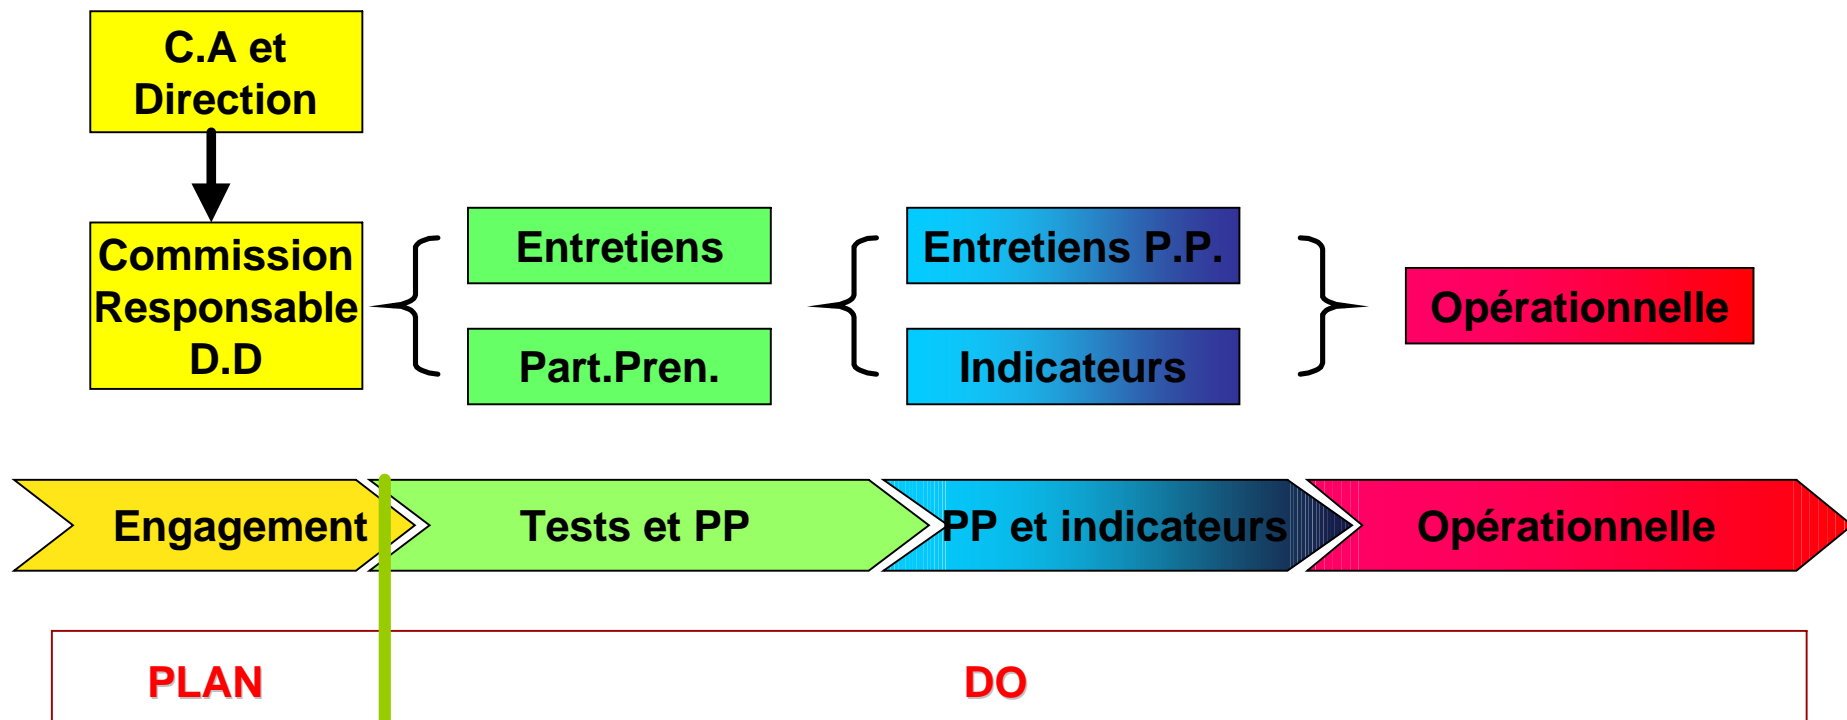 C.A et
Direction
Commission
Responsable
D.D
Entretiens
Part.Pren.
Entretiens P.P.
Indicateurs
Opérationnelle
Engagement
Tests et PP
PP et indicateurs
Opérationnelle
PLAN
DO